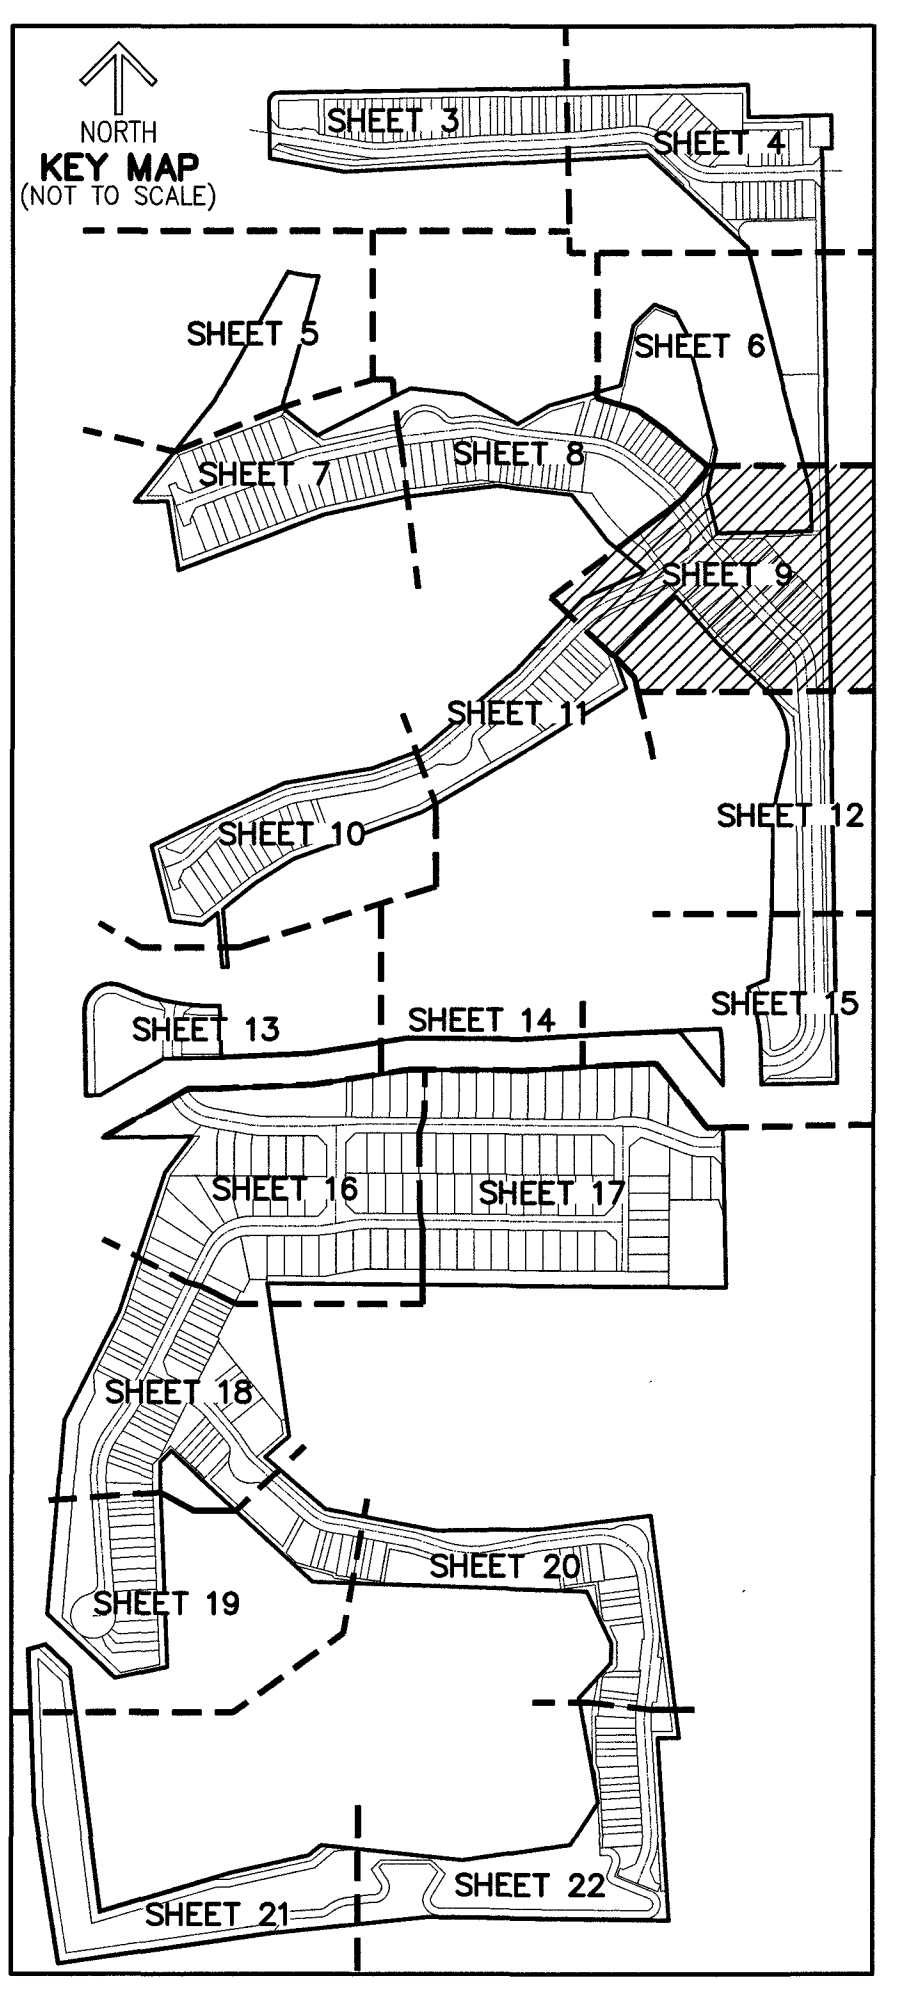 NORTH
KEY MAP
(NOT TO SCALE)
SHEET 3
SHEET 4
SHEET 5
SHEET 6
SHEET 7
SHEET 8
SHEET 9
SHEET 11
SHEET 10
SHEET 12
SHEET 15
SHEET 13
SHEET 14
SHEET 16
SHEET 17
SHEET 18
SHEET 20
SHEET 19
SHEET 22
SHEET 21